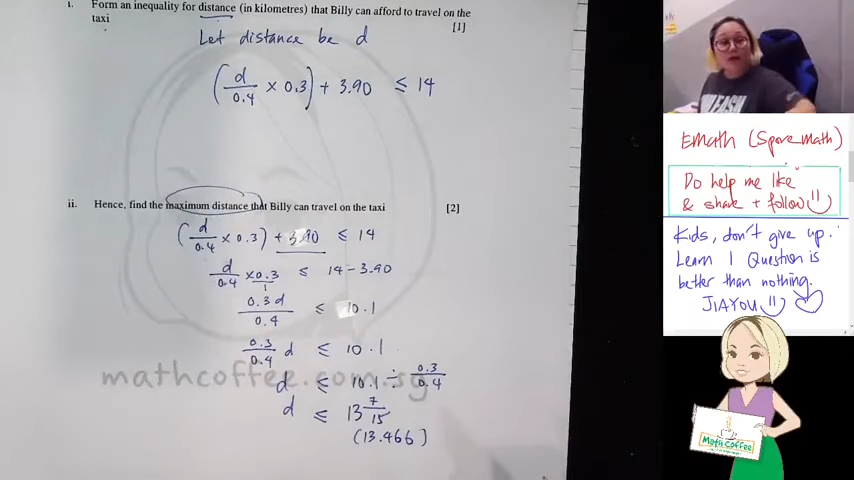 i. Form an inequality for distance (in kilometres) that Billy can afford to travel on the
taxi
[1]
Let distance be d
(d/0.4 × 0.3) + 3.90 ≤ 14
ii. Hence, find the maximum distance that Billy can travel on the taxi [2]
(d/0.4 × 0.3) + 3.90 ≤ 14
d/0.4 × 0.3/1 ≤ 14 - 3.90
0.3d/0.4 ≤ 10.1
0.3/0.4 d ≤ 10.1
d ≤ 10.1 ÷ 0.3/0.4
d ≤ 13 7/15
(13.466)
mathcoffee.com.sg
Emath (Spore math)
Do help me like
& share + follow
Kids, don't give up.
Learn 1 Question is
better than nothing.
JIAYOU
Math Coffee